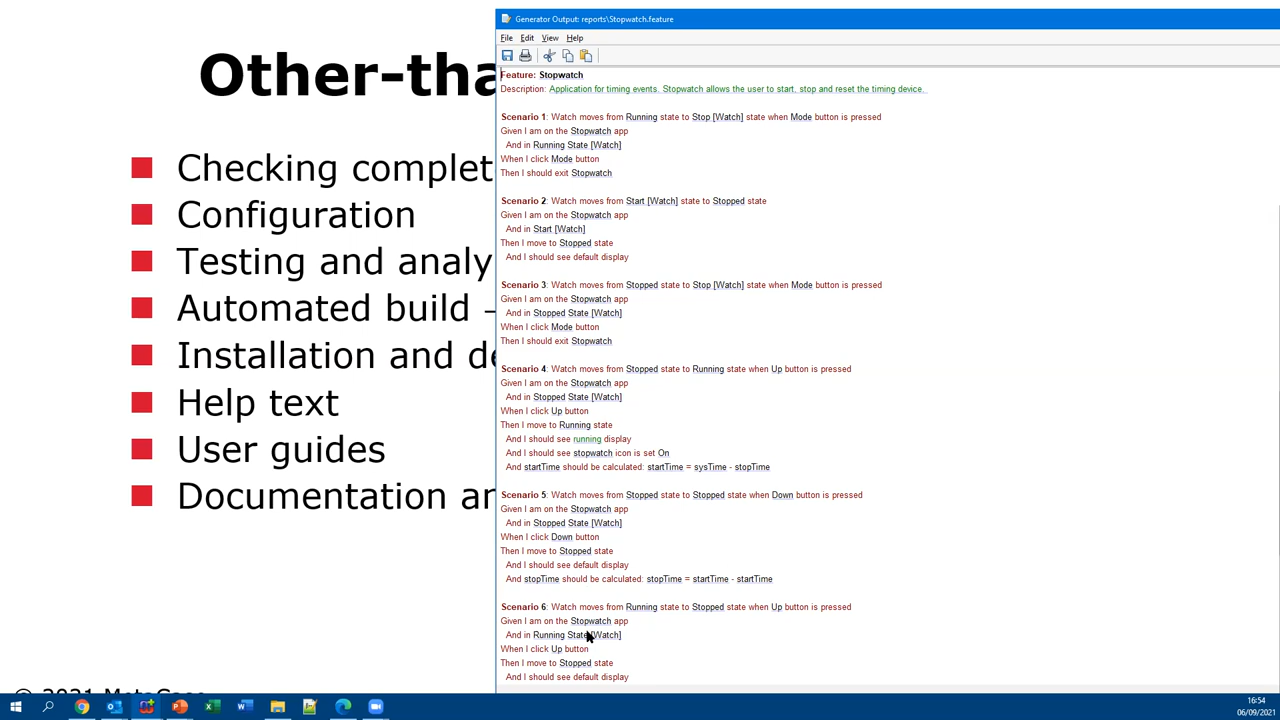 Other-tha
Checking complet
Configuration
Testing and analy
Automated build –
Installation and de
Help text
User guides
Documentation an
© 2021 MetaCase
Generator Output: reports\Stopwatch.feature
File Edit View Help
Feature: Stopwatch
Description: Application for timing events. Stopwatch allows the user to start, stop and reset the timing device.
Scenario 1: Watch moves from Running state to Stop [Watch] state when Mode button is pressed
Given I am on the Stopwatch app
And in Running State [Watch]
When I click Mode button
Then I should exit Stopwatch
Scenario 2: Watch moves from Start [Watch] state to Stopped state
Given I am on the Stopwatch app
And in Start [Watch]
Then I move to Stopped state
And I should see default display
Scenario 3: Watch moves from Stopped state to Stop [Watch] state when Mode button is pressed
Given I am on the Stopwatch app
And in Stopped State [Watch]
When I click Mode button
Then I should exit Stopwatch
Scenario 4: Watch moves from Stopped state to Running state when Up button is pressed
Given I am on the Stopwatch app
And in Stopped State [Watch]
When I click Up button
Then I move to Running state
And I should see running display
And I should see stopwatch icon is set On
And startTime should be calculated: startTime = sysTime - stopTime
Scenario 5: Watch moves from Stopped state to Stopped state when Down button is pressed
Given I am on the Stopwatch app
And in Stopped State [Watch]
When I click Down button
Then I move to Stopped state
And I should see default display
And stopTime should be calculated: stopTime = startTime - startTime
Scenario 6: Watch moves from Running state to Stopped state when Up button is pressed
Given I am on the Stopwatch app
And in Running State [Watch]
When I click Up button
Then I move to Stopped state
And I should see default display
16:54
06/09/2021